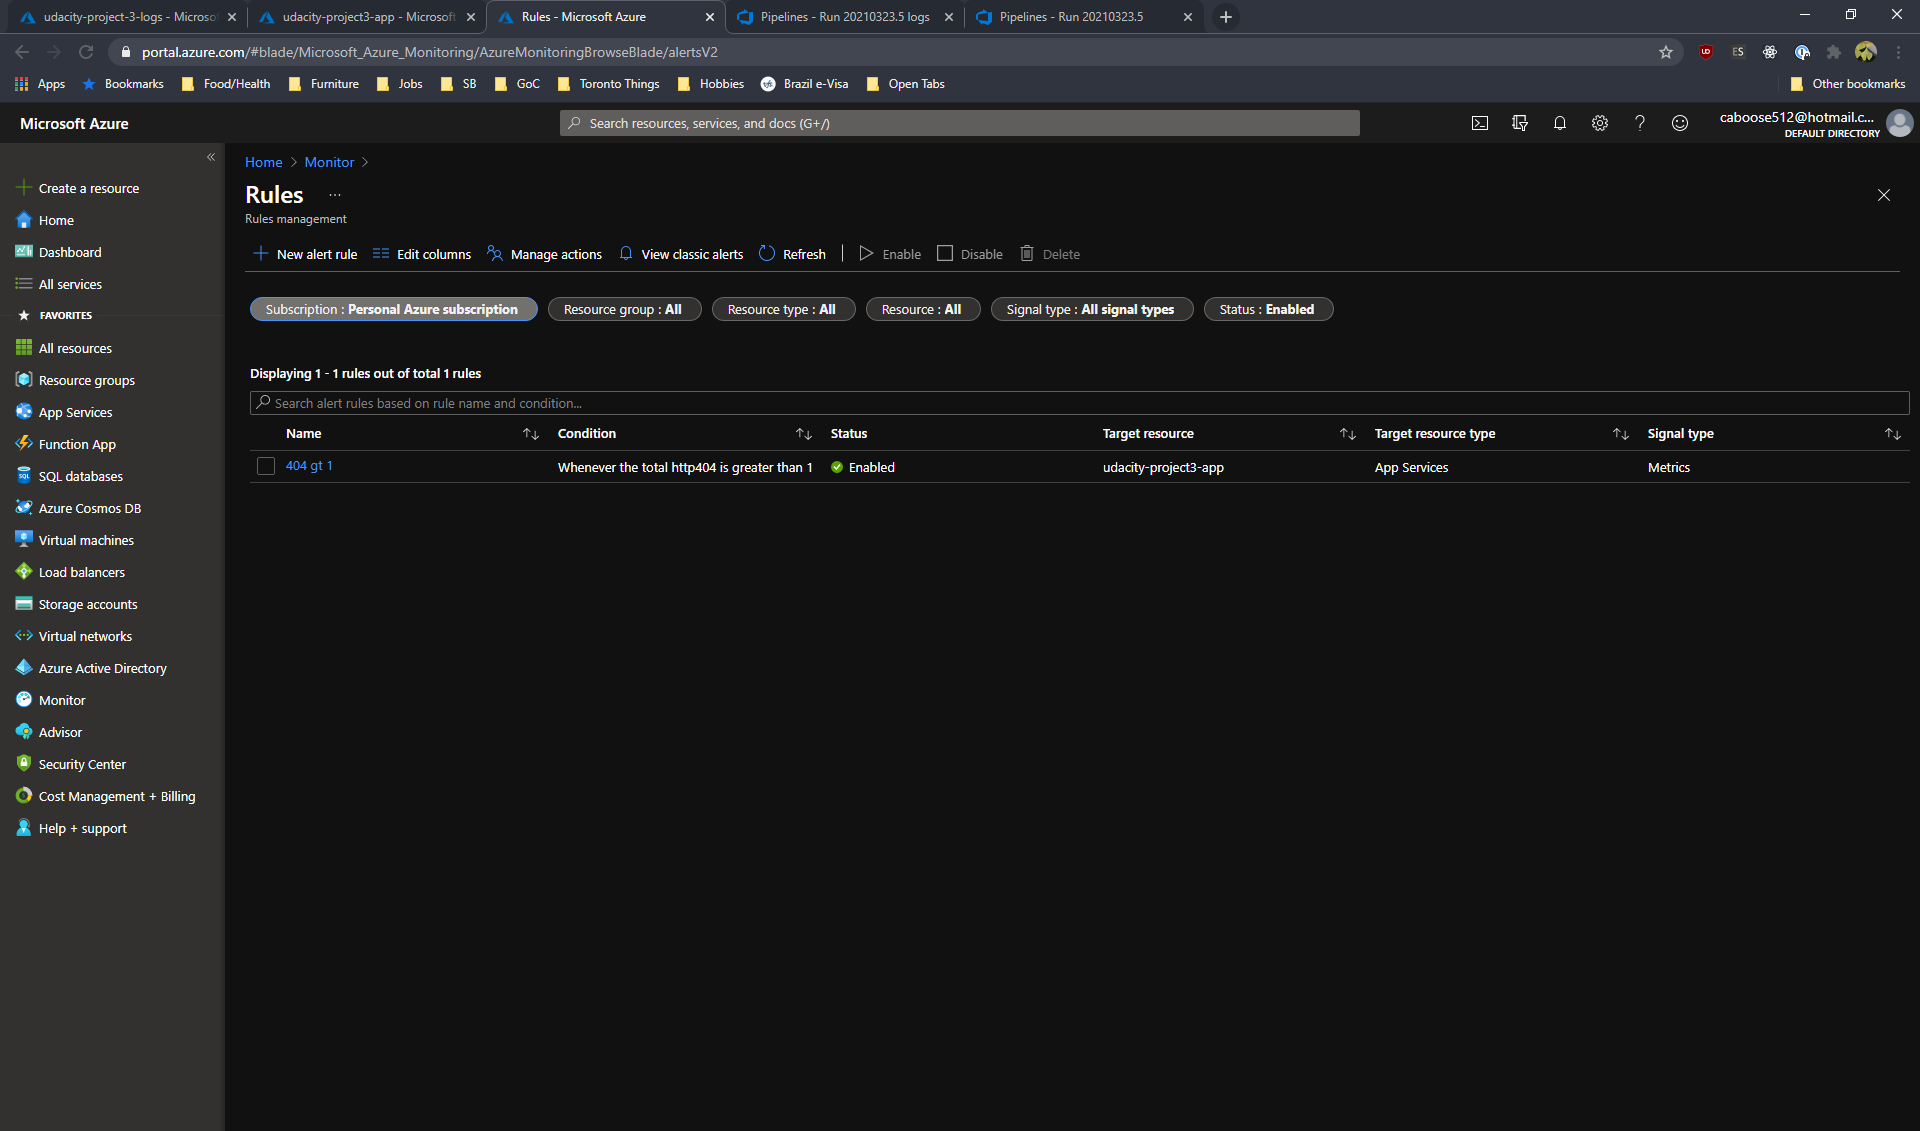 udacity-project-3-logs - Microso
udacity-project3-app - Microsoft
Rules - Microsoft Azure
Pipelines - Run 20210323.5 logs
Pipelines - Run 20210323.5
portal.azure.com/#blade/Microsoft_Azure_Monitoring/AzureMonitoringBrowseBlade/alertsV2
Apps
Bookmarks
Food/Health
Furniture
Jobs
SB
GoC
Toronto Things
Hobbies
Brazil e-Visa
Open Tabs
Other bookmarks
Microsoft Azure
Search resources, services, and docs (G+/)
caboose512@hotmail.c...
DEFAULT DIRECTORY
Create a resource
Home
Dashboard
All services
FAVORITES
All resources
Resource groups
App Services
Function App
SQL databases
Azure Cosmos DB
Virtual machines
Load balancers
Storage accounts
Virtual networks
Azure Active Directory
Monitor
Advisor
Security Center
Cost Management + Billing
Help + support
Home > Monitor >
Rules ...
Rules management
New alert rule
Edit columns
Manage actions
View classic alerts
Refresh
Enable
Disable
Delete
Subscription : Personal Azure subscription
Resource group : All
Resource type : All
Resource : All
Signal type : All signal types
Status : Enabled
Displaying 1 - 1 rules out of total 1 rules
Search alert rules based on rule name and condition...
Name Condition Status Target resource Target resource type Signal type
404 gt 1 Whenever the total http404 is greater than 1 Enabled udacity-project3-app App Services Metrics